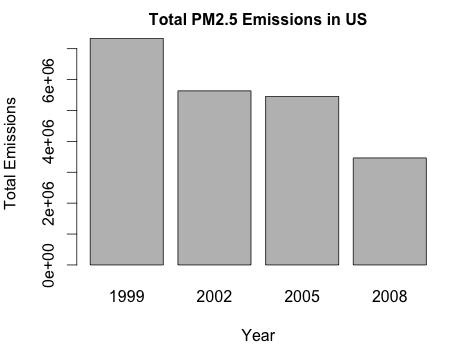 Total PM2.5 Emissions in US
Total Emissions
6e+06
4e+06
2e+06
0e+00
1999 2002 2005 2008
Year